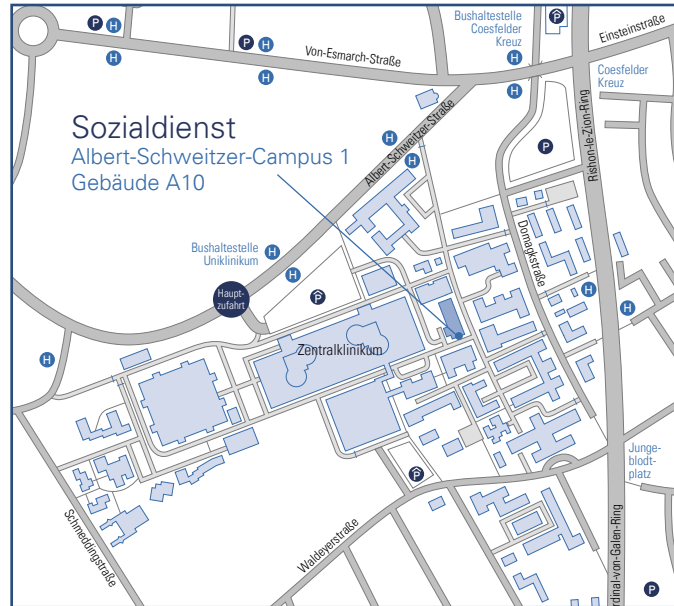 P
H
H
P
H
H
Von-Esmarch-Straße
Bushaltestelle
Coesfelder
Kreuz
H
H
P
Einsteinstraße
Coesfelder
Kreuz
Rishon-le-Zion-Ring
Sozialdienst
Albert-Schweitzer-Campus 1
Gebäude A10
Albert-Schweitzer-Straße
H
H
P
Domagkstraße
Bushaltestelle
Uniklinikum
H
H
Haupt-
zufahrt
P
H
H
Zentralklinikum
H
P
Junge-
blodt-
platz
Schmeddingstraße
Waldeyerstraße
dinal-von-Galen-Ring
P